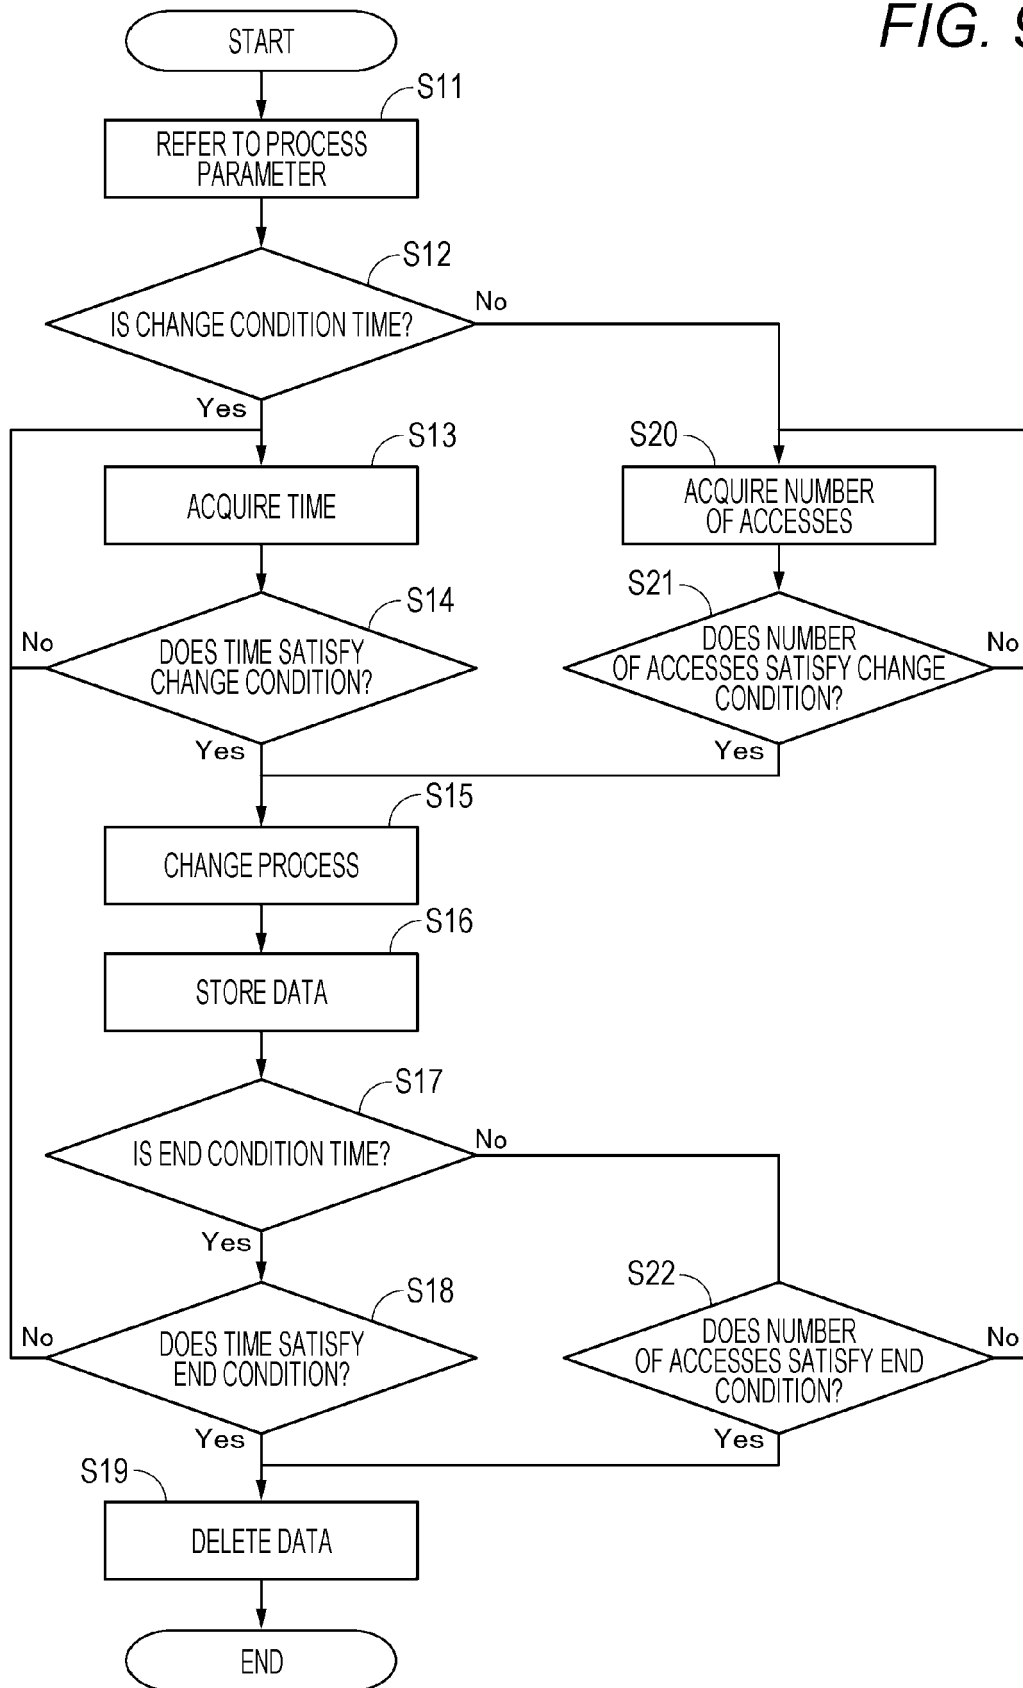 FIG. 9
START
S11
REFER TO PROCESS
PARAMETER
S12
IS CHANGE CONDITION TIME?
No
Yes
S13
ACQUIRE TIME
S20
ACQUIRE NUMBER
OF ACCESSES
S14
No
DOES TIME SATISFY
CHANGE CONDITION?
Yes
S21
DOES NUMBER
OF ACCESSES SATISFY CHANGE
CONDITION?
No
Yes
S15
CHANGE PROCESS
S16
STORE DATA
S17
IS END CONDITION TIME?
No
Yes
S18
No
DOES TIME SATISFY
END CONDITION?
Yes
S22
DOES NUMBER
OF ACCESSES SATISFY END
CONDITION?
No
Yes
S19
DELETE DATA
END